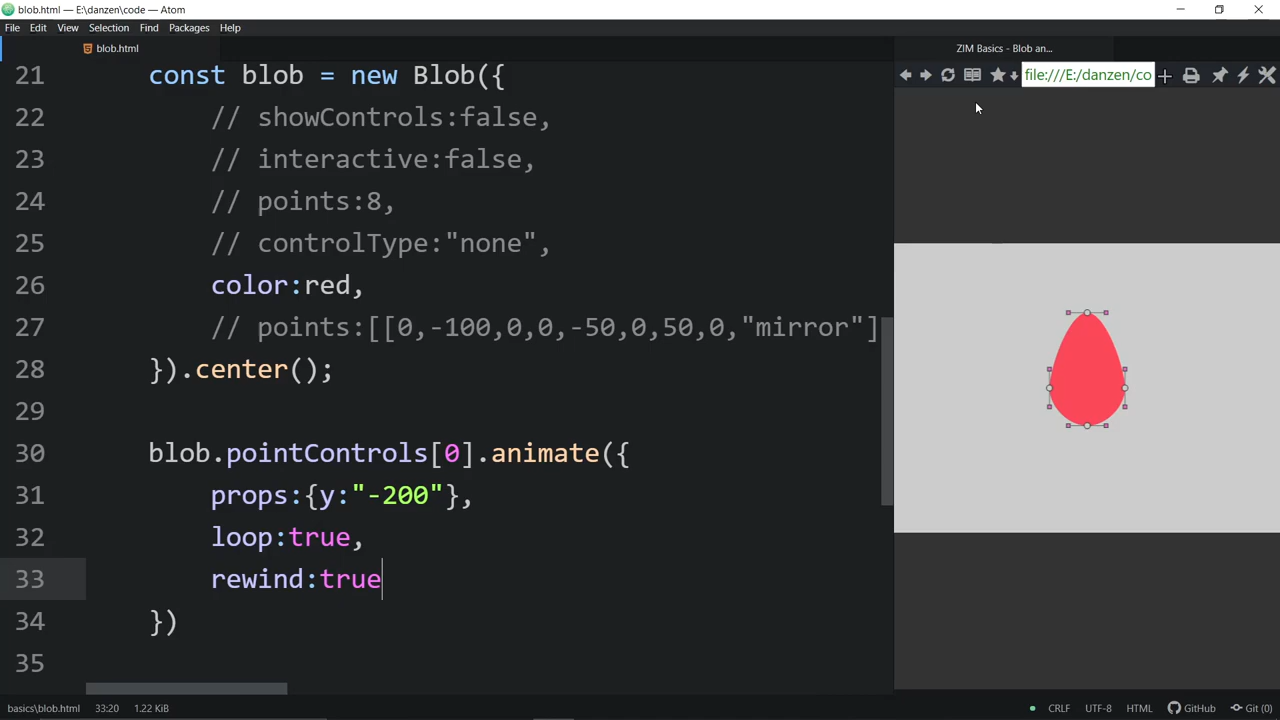 blob.html — E:\danzen\code — Atom
File Edit View Selection Find Packages Help
blob.html
ZIM Basics - Blob an...
file:///E:/danzen/co
21 const blob = new Blob({
22 // showControls:false,
23 // interactive:false,
24 // points:8,
25 // controlType:"none",
26 color:red,
27 // points:[[0,-100,0,0,-50,0,50,0,"mirror"]
28 }).center();
29
30 blob.pointControls[0].animate({
31 props:{y:"-200"},
32 loop:true,
33 rewind:true
34 })
35
basics\blob.html 33:20 1.22 KiB CRLF UTF-8 HTML GitHub Git (0)